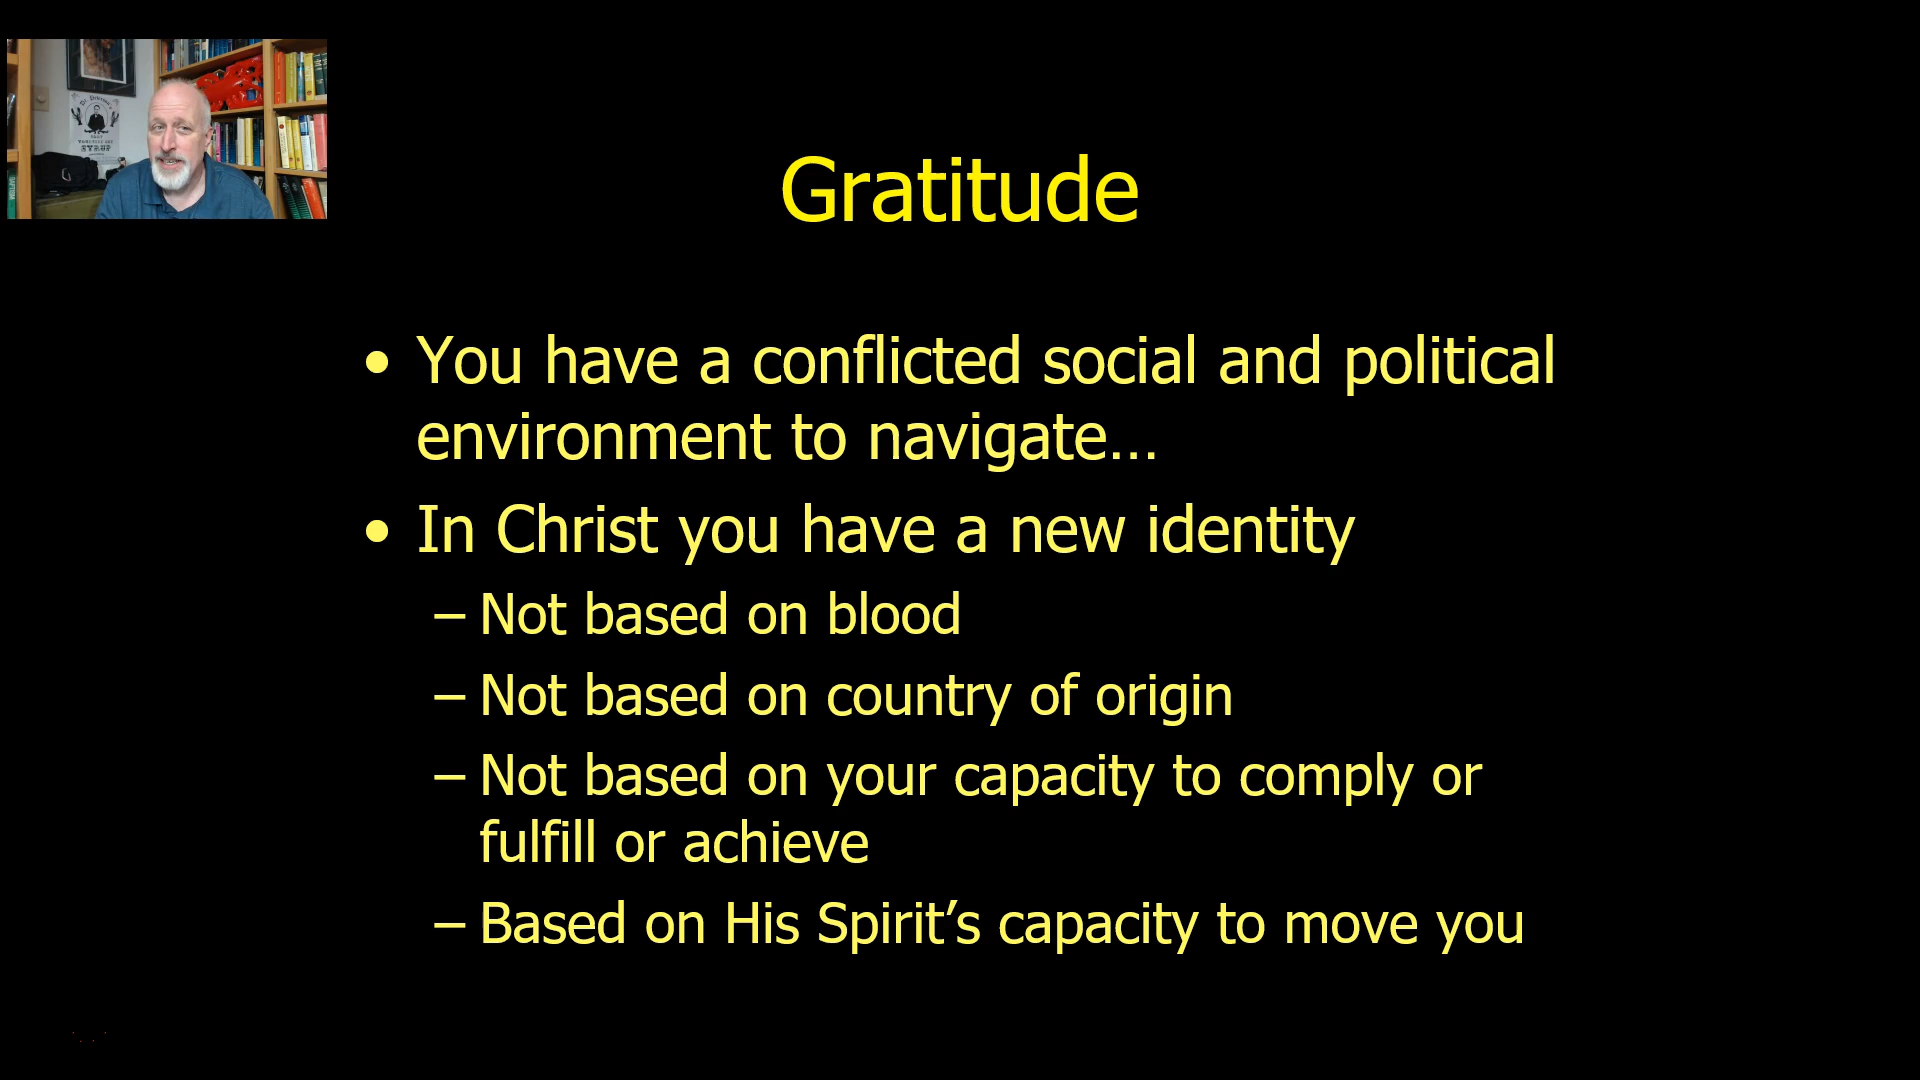 Gratitude
• You have a conflicted social and political
environment to navigate…
• In Christ you have a new identity
– Not based on blood
– Not based on country of origin
– Not based on your capacity to comply or
fulfill or achieve
– Based on His Spirit’s capacity to move you
SYRUP